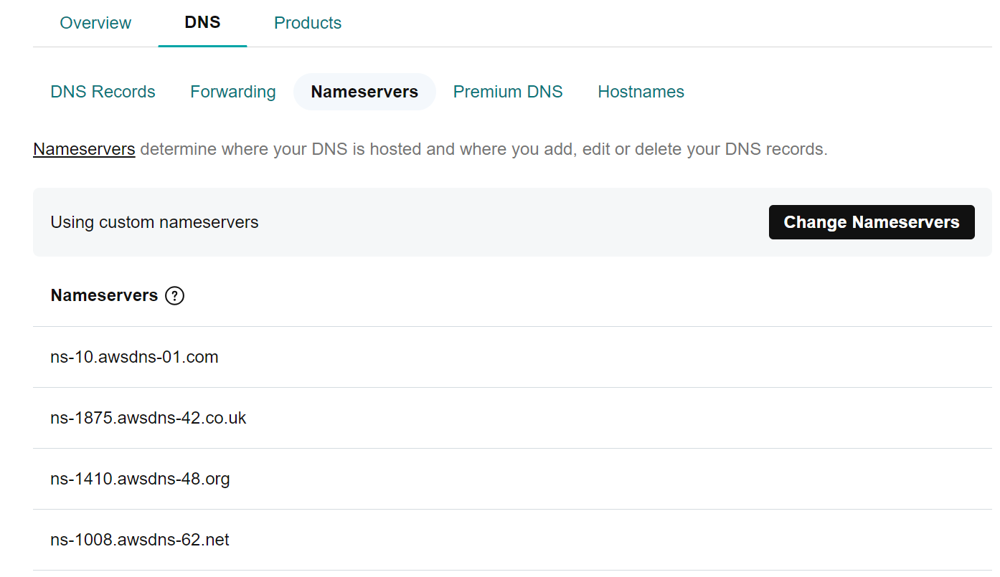 Overview DNS Products
DNS Records Forwarding Nameservers Premium DNS Hostnames
Nameservers determine where your DNS is hosted and where you add, edit or delete your DNS records.
Using custom nameservers Change Nameservers
Nameservers ?
ns-10.awsdns-01.com
ns-1875.awsdns-42.co.uk
ns-1410.awsdns-48.org
ns-1008.awsdns-62.net